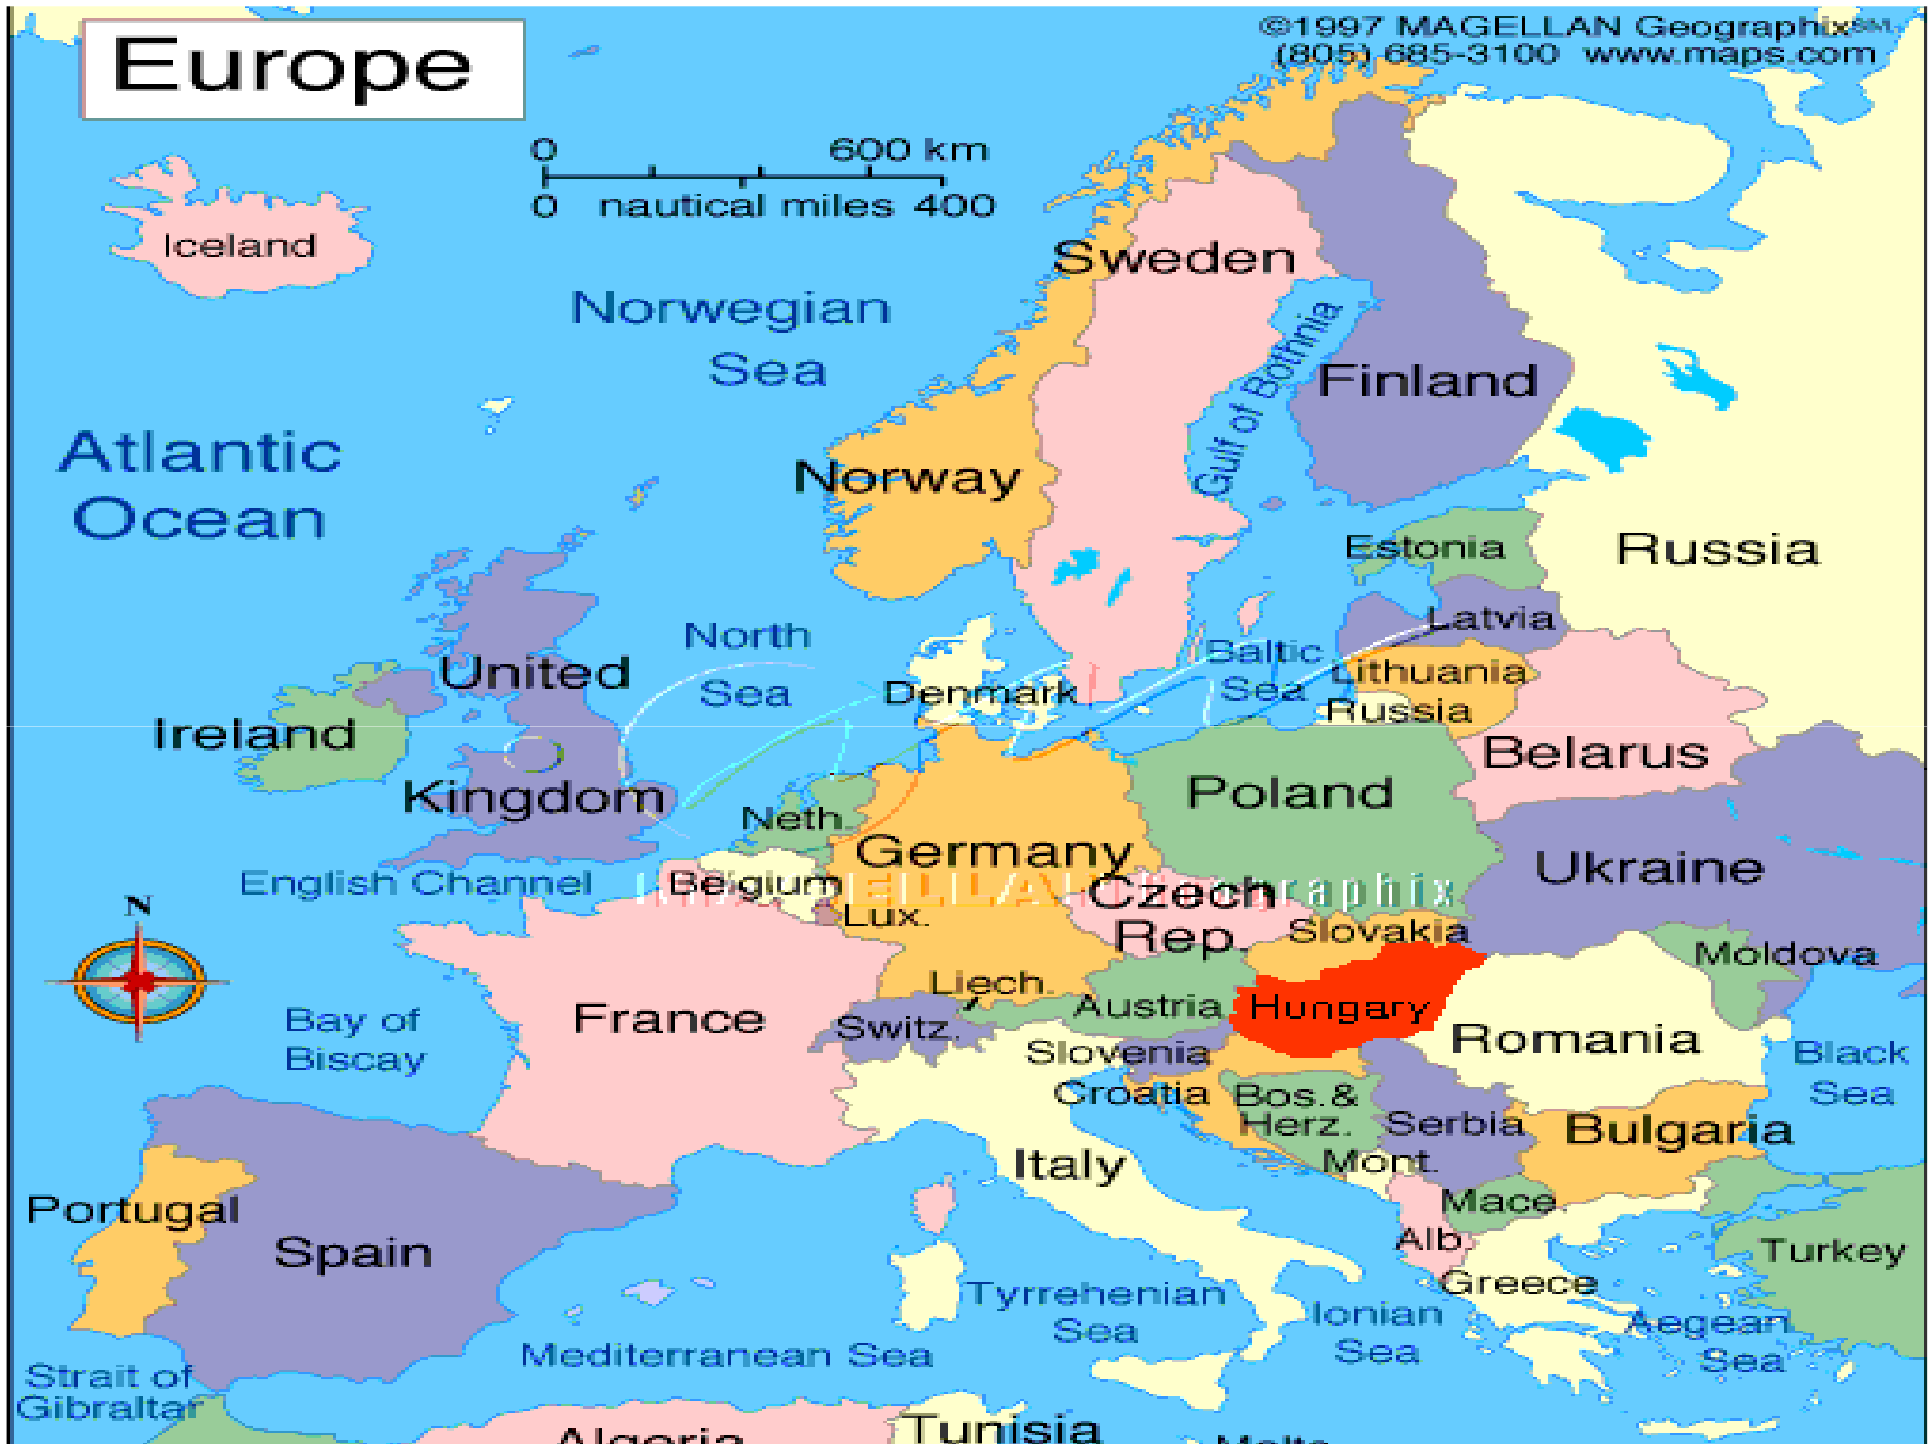 Europe
©1997 MAGELLAN Geographix℠
(805) 685-3100 www.maps.com
0 600 km
0 nautical miles 400
Iceland
Norwegian
Sea
Atlantic
Ocean
Sweden
Gulf of Bothnia
Finland
Norway
Russia
Estonia
Latvia
Lithuania
Russia
Baltic
Sea
North
Sea
Denmark
United
Kingdom
Ireland
Belarus
Poland
Neth.
Germany
Ukraine
English Channel
Belgium
Lux.
Czech
Rep.
Slovakia
Moldova
N
Liech.
Austria
Hungary
France
Switz.
Romania
Bay of
Biscay
Slovenia
Croatia
Bos.&
Herz.
Serbia
Black
Sea
Bulgaria
Italy
Mont.
Mace.
Alb.
Portugal
Spain
Turkey
Greece
Tyrrehenian
Sea
Ionian
Sea
Aegean
Sea
Mediterranean Sea
Strait of
Gibraltar
Algeria
Tunisia
Malta